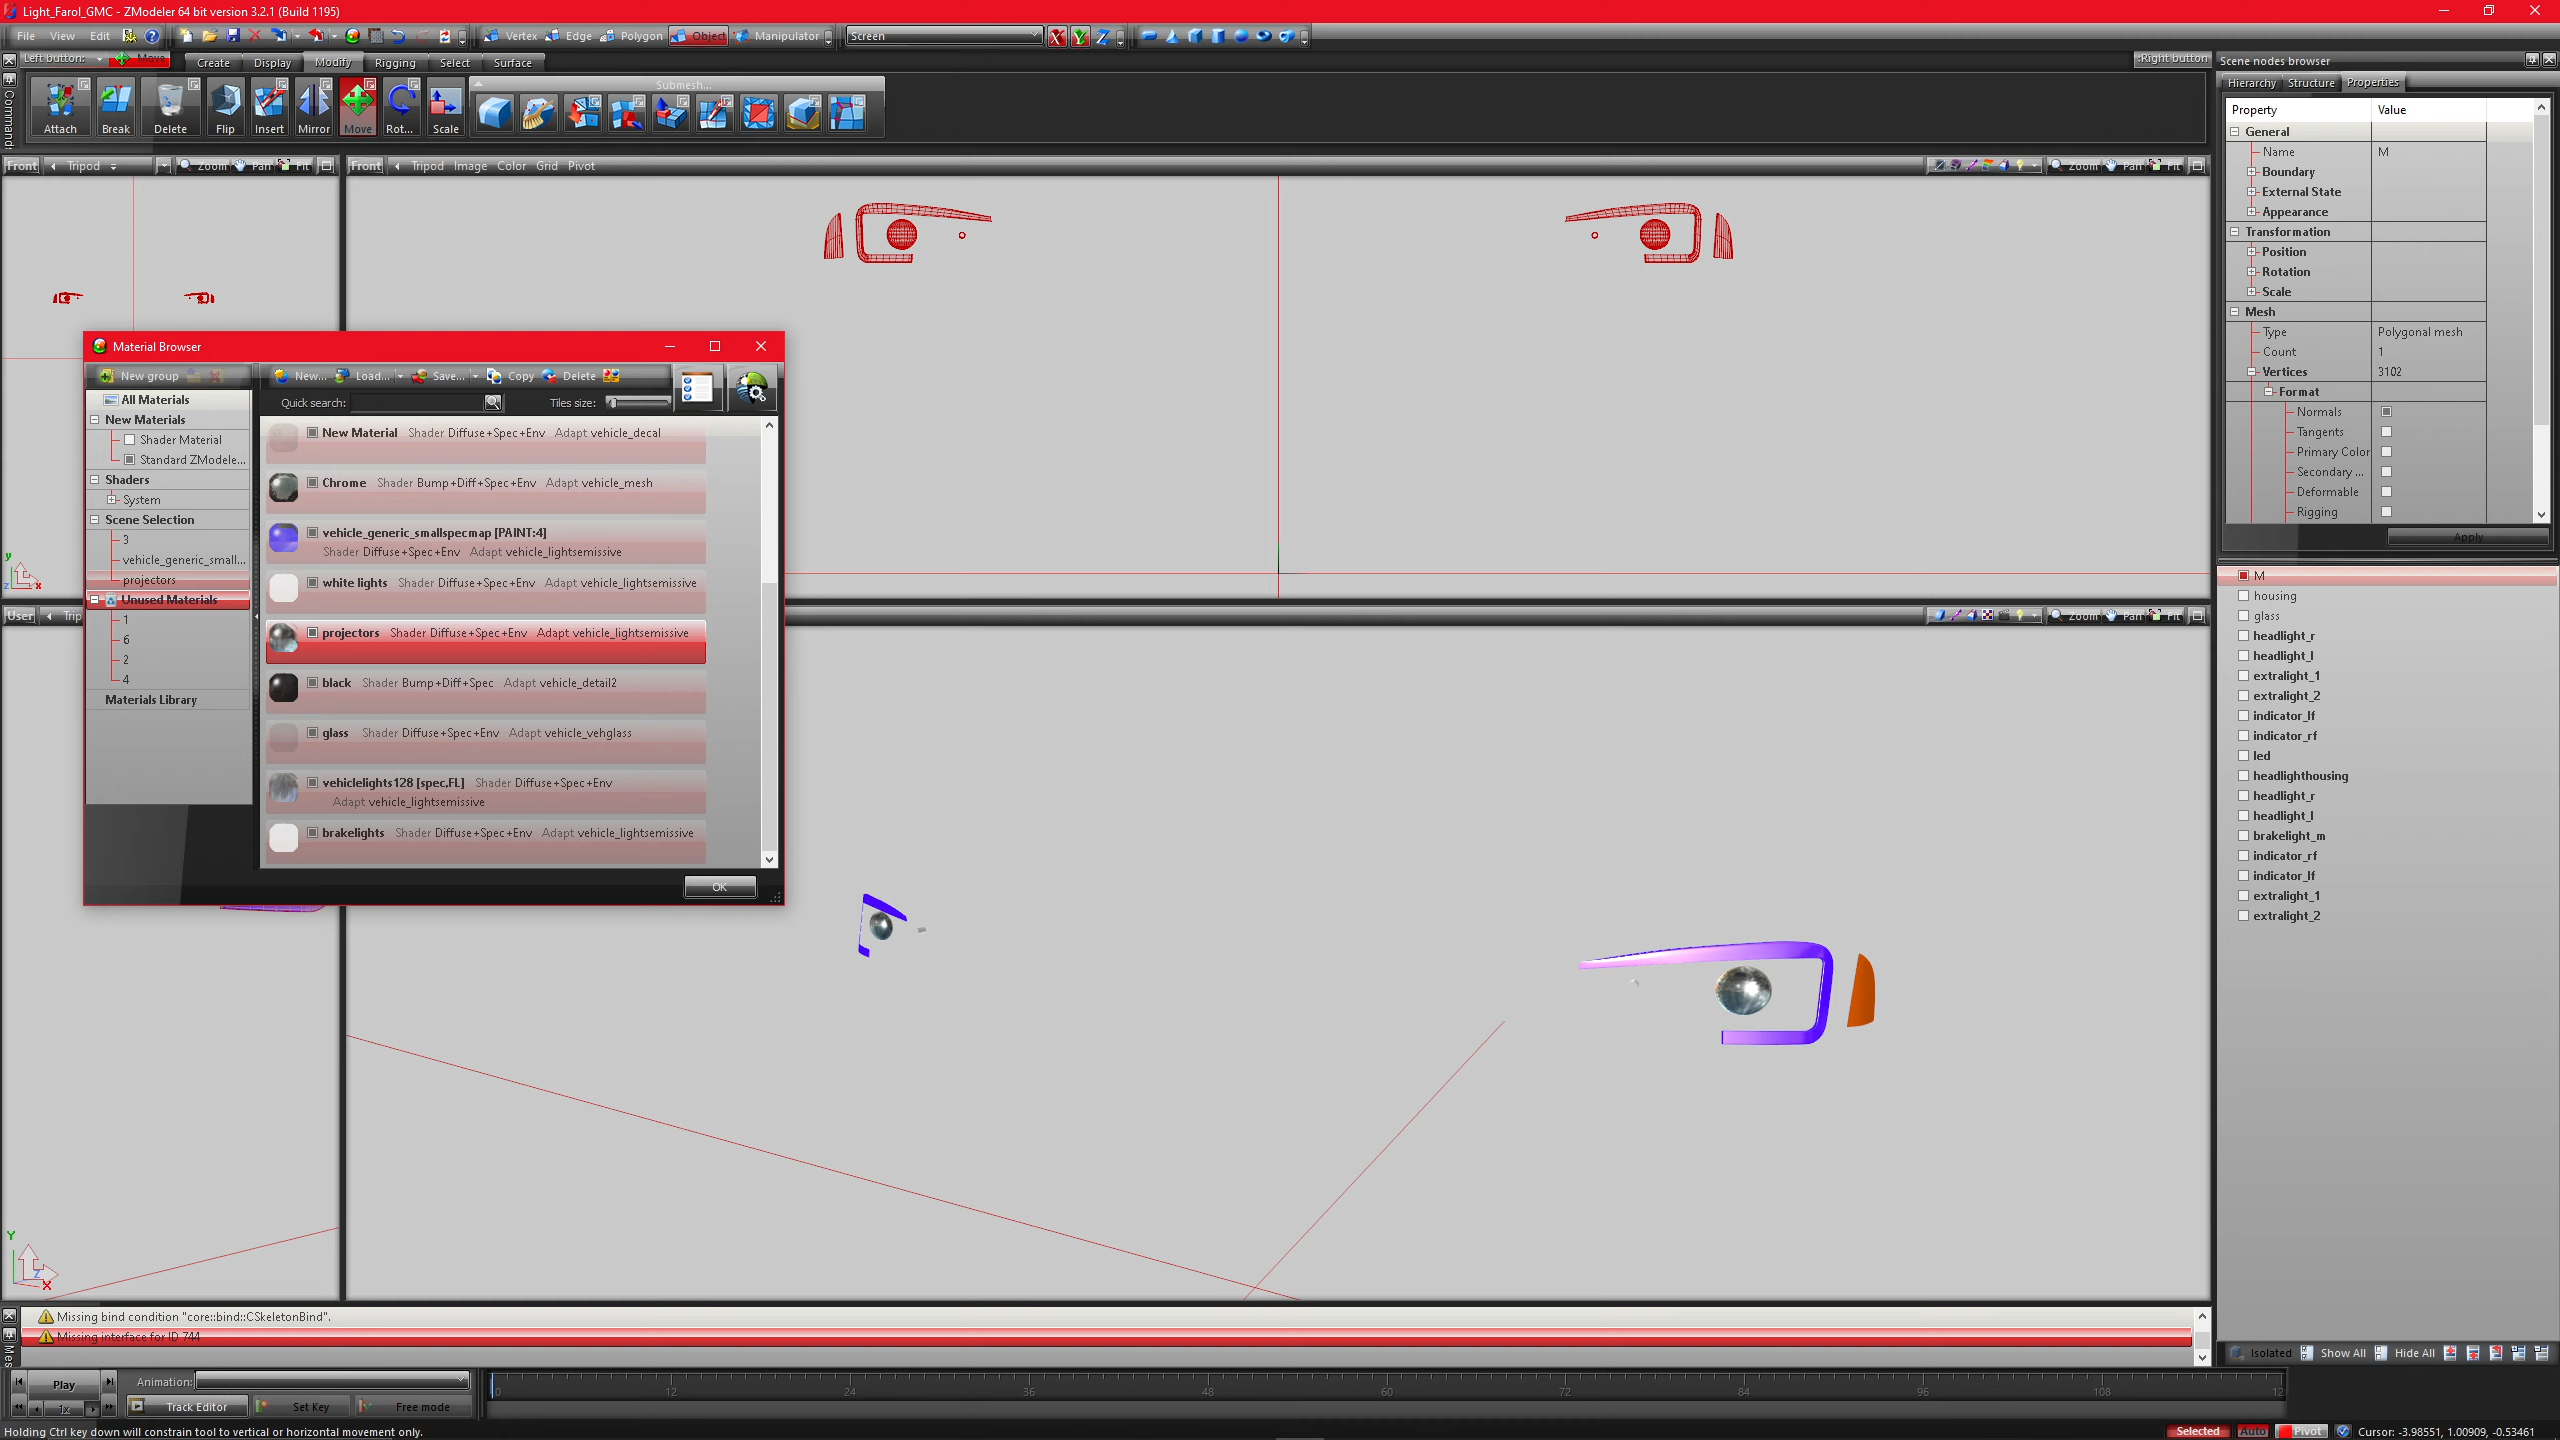 Light_Farol_GMC - ZModeler 64 bit version 3.2.1 (Build 1195)
File View Edit Vertex Edge Polygon Object Manipulator Screen
Left button: Move Create Display Modify Rigging Select Surface :Right button
Submesh...
Attach Break Delete Flip Insert Mirror Move Rot... Scale
Front Tripod Zoom Pan Fit
Front Tripod Image Color Grid Pivot Zoom Pan Fit
Material Browser
New group New... Load... Save... Copy Delete
Quick search: Tiles size:
All Materials
New Materials
Shader Material
Standard ZModele...
Shaders
System
Scene Selection
3
vehicle_generic_small...
projectors
Unused Materials
1
6
2
4
Materials Library
New Material Shader Diffuse+Spec+Env Adapt vehicle_decal
Chrome Shader Bump+Diff+Spec+Env Adapt vehicle_mesh
vehicle_generic_smallspecmap [PAINT:4]
Shader Diffuse+Spec+Env Adapt vehicle_lightsemissive
white lights Shader Diffuse+Spec+Env Adapt vehicle_lightsemissive
projectors Shader Diffuse+Spec+Env Adapt vehicle_lightsemissive
black Shader Bump+Diff+Spec Adapt vehicle_detail2
glass Shader Diffuse+Spec+Env Adapt vehicle_vehglass
vehiclelights128 [spec,FL] Shader Diffuse+Spec+Env
Adapt vehicle_lightsemissive
brakelights Shader Diffuse+Spec+Env Adapt vehicle_lightsemissive
OK
User Trip Zoom Pan Fit
Scene nodes browser
Hierarchy Structure Properties
Property Value
General
Name M
Boundary
External State
Appearance
Transformation
Position
Rotation
Scale
Mesh
Type Polygonal mesh
Count 1
Vertices 3102
Format
Normals
Tangents
Primary Color
Secondary ...
Deformable
Rigging
Apply
M
housing
glass
headlight_r
headlight_l
extralight_1
extralight_2
indicator_lf
indicator_rf
led
headlighthousing
headlight_r
headlight_l
brakelight_m
indicator_rf
indicator_lf
extralight_1
extralight_2
Isolated Show All Hide All
Missing bind condition "core::bind::CSkeletonBind".
Missing interface for ID 744
Play Animation:
1x Track Editor Set Key Free mode
0 12 24 36 48 60 72 84 96 108 12
Holding Ctrl key down will constrain tool to vertical or horizontal movement only.
Selected Auto Pivot Cursor: -3.98551, 1.00909, -0.53461